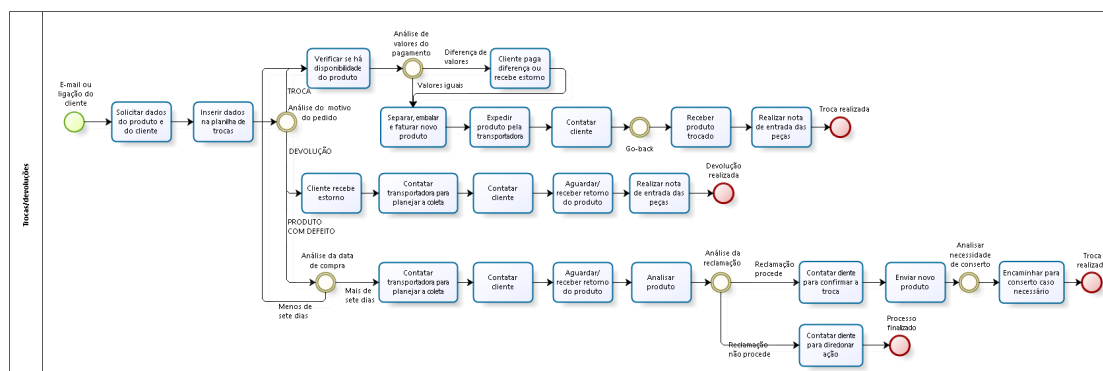 Trocas/devoluções
E-mail ou
ligação do
cliente
Solicitar dados
do produto e
do cliente
Inserir dados
na planilha de
trocas
Análise do motivo
do pedido
TROCA
Verificar se há
disponibilidade
do produto
Análise de
valores do
pagamento
Diferença de
valores
Cliente paga
diferença ou
recebe estorno
Valores iguais
Separar, embalar
e faturar novo
produto
Expedir
produto pela
transportadora
Contatar
cliente
Go-back
Receber
produto
trocado
Realizar nota
de entrada das
peças
Troca realizada
DEVOLUÇÃO
Cliente recebe
estorno
Contatar
transportadora para
planejar a coleta
Contatar
cliente
Aguardar/
receber retorno
do produto
Realizar nota
de entrada das
peças
Devolução
realizada
PRODUTO
COM DEFEITO
Análise da data
de compra
Menos de
sete dias
Mais de
sete dias
Contatar
transportadora para
planejar a coleta
Contatar
cliente
Aguardar/
receber retorno
do produto
Analisar
produto
Análise da
reclamação
Reclamação
procede
Contatar cliente
para confirmar a
troca
Enviar novo
produto
Analisar
necessidade
de conserto
Encaminhar para
conserto caso
necessário
Troca
realizad
Reclamação
não procede
Contatar cliente
para direcionar
ação
Processo
finalizado